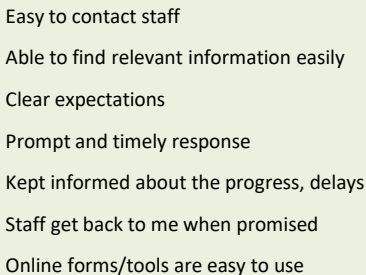 Easy to contact staff
Able to find relevant information easily
Clear expectations
Prompt and timely response
Kept informed about the progress, delays
Staff get back to me when promised
Online forms/tools are easy to use